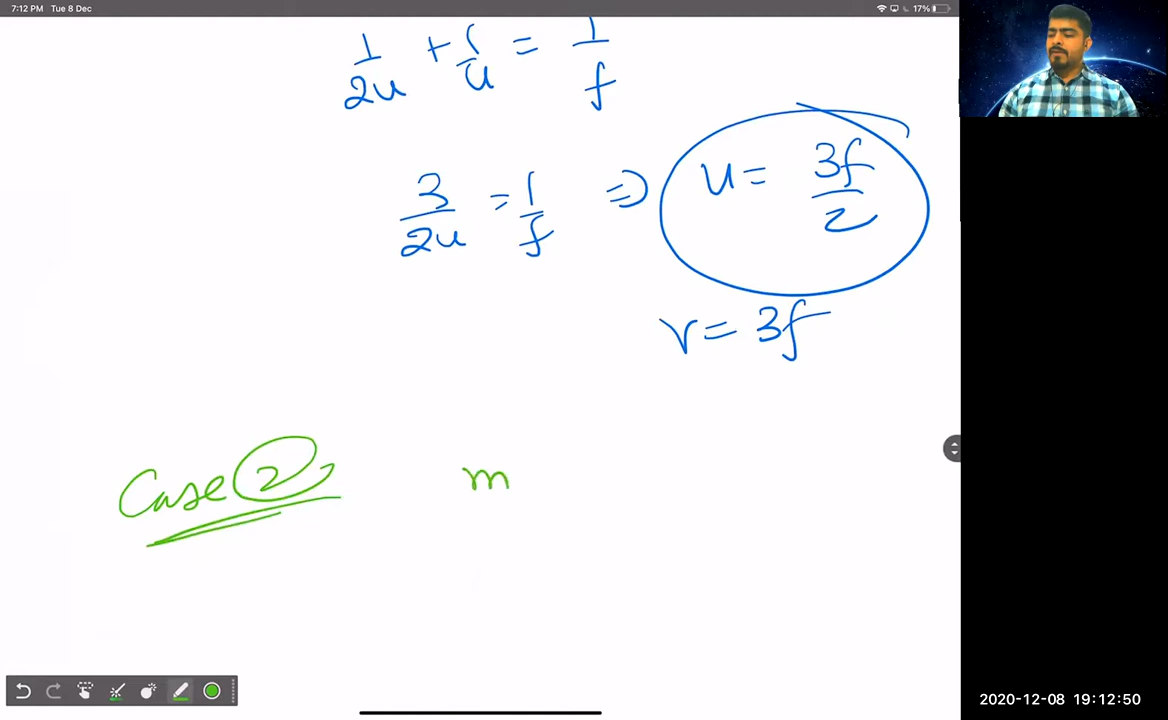 7:12 PM Tue 8 Dec
17%
1/2u + 1/u = 1/f
3/2u = 1/f ⇒ u = 3f/2
v = 3f
Case 2 m
2020-12-08 19:12:50